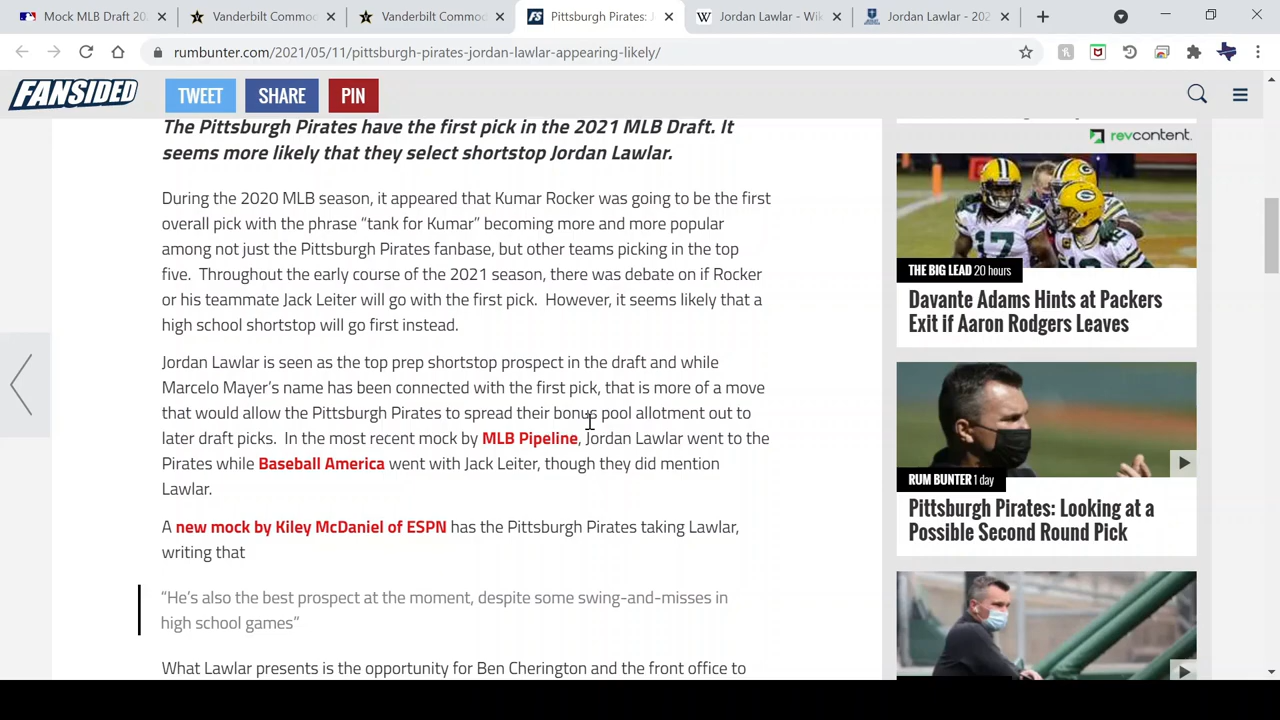 Mock MLB Draft 20
Vanderbilt Commod
Vanderbilt Commod
FS
Pittsburgh Pirates: J
W
Jordan Lawlar - Wik
Jordan Lawlar - 202
rumbunter.com/2021/05/11/pittsburgh-pirates-jordan-lawlar-appearing-likely/
FANSIDED
TWEET
SHARE
PIN
The Pittsburgh Pirates have the first pick in the 2021 MLB Draft. It
seems more likely that they select shortstop Jordan Lawlar.
During the 2020 MLB season, it appeared that Kumar Rocker was going to be the first
overall pick with the phrase “tank for Kumar” becoming more and more popular
among not just the Pittsburgh Pirates fanbase, but other teams picking in the top
five. Throughout the early course of the 2021 season, there was debate on if Rocker
or his teammate Jack Leiter will go with the first pick. However, it seems likely that a
high school shortstop will go first instead.
Jordan Lawlar is seen as the top prep shortstop prospect in the draft and while
Marcelo Mayer’s name has been connected with the first pick, that is more of a move
that would allow the Pittsburgh Pirates to spread their bonus pool allotment out to
later draft picks. In the most recent mock by MLB Pipeline, Jordan Lawlar went to the
Pirates while Baseball America went with Jack Leiter, though they did mention
Lawlar.
A new mock by Kiley McDaniel of ESPN has the Pittsburgh Pirates taking Lawlar,
writing that
“He’s also the best prospect at the moment, despite some swing-and-misses in
high school games”
What Lawlar presents is the opportunity for Ben Cherington and the front office to
revcontent.
17
THE BIG LEAD 20 hours
Davante Adams Hints at Packers
Exit if Aaron Rodgers Leaves
RUM BUNTER 1 day
Pittsburgh Pirates: Looking at a
Possible Second Round Pick